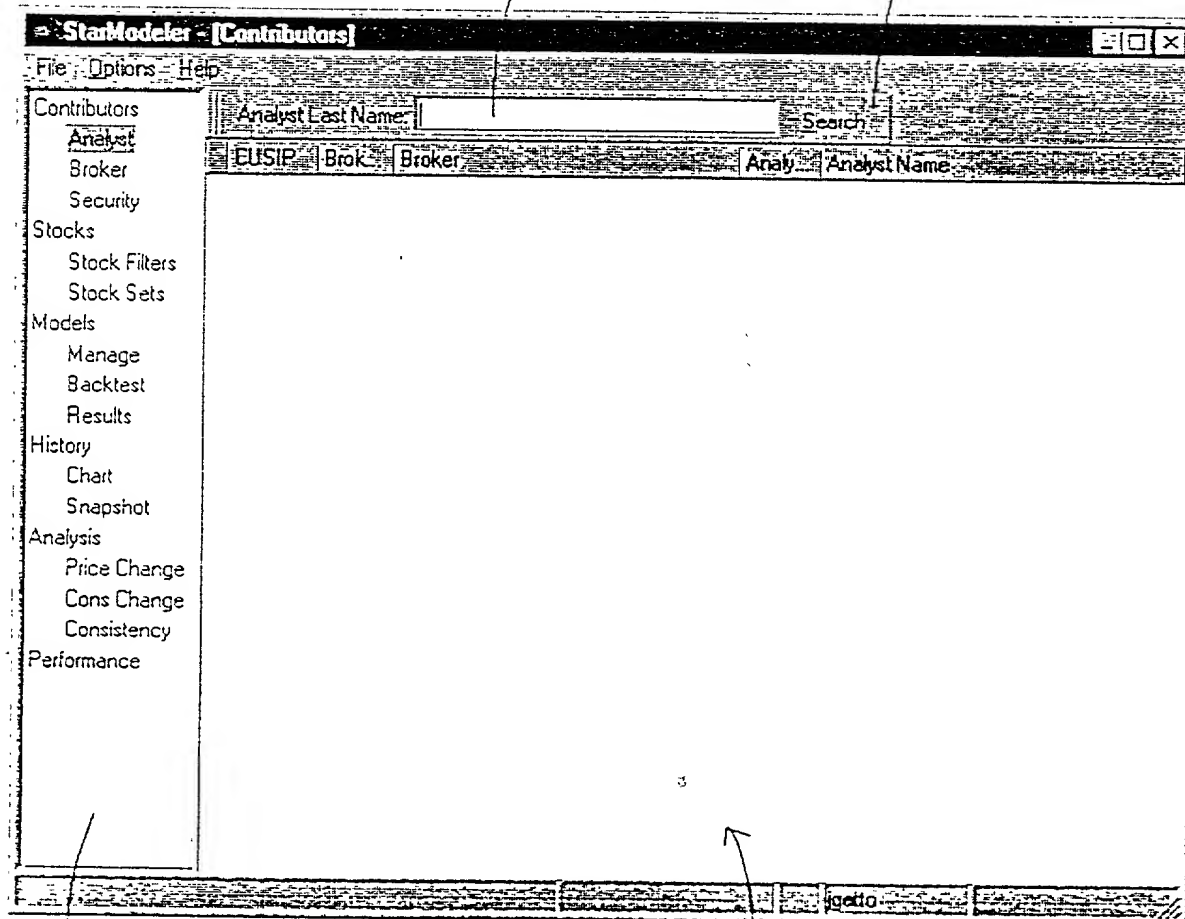 StarModeler - [Contributors]
File Options Help
Contributors
Analyst
Broker
Security
Stocks
Stock Filters
Stock Sets
Models
Manage
Backtest
Results
History
Chart
Snapshot
Analysis
Price Change
Cons Change
Consistency
Performance
Analyst Last Name: Search
CUSIP Brok... Broker Analy... Analyst Name
jgetto